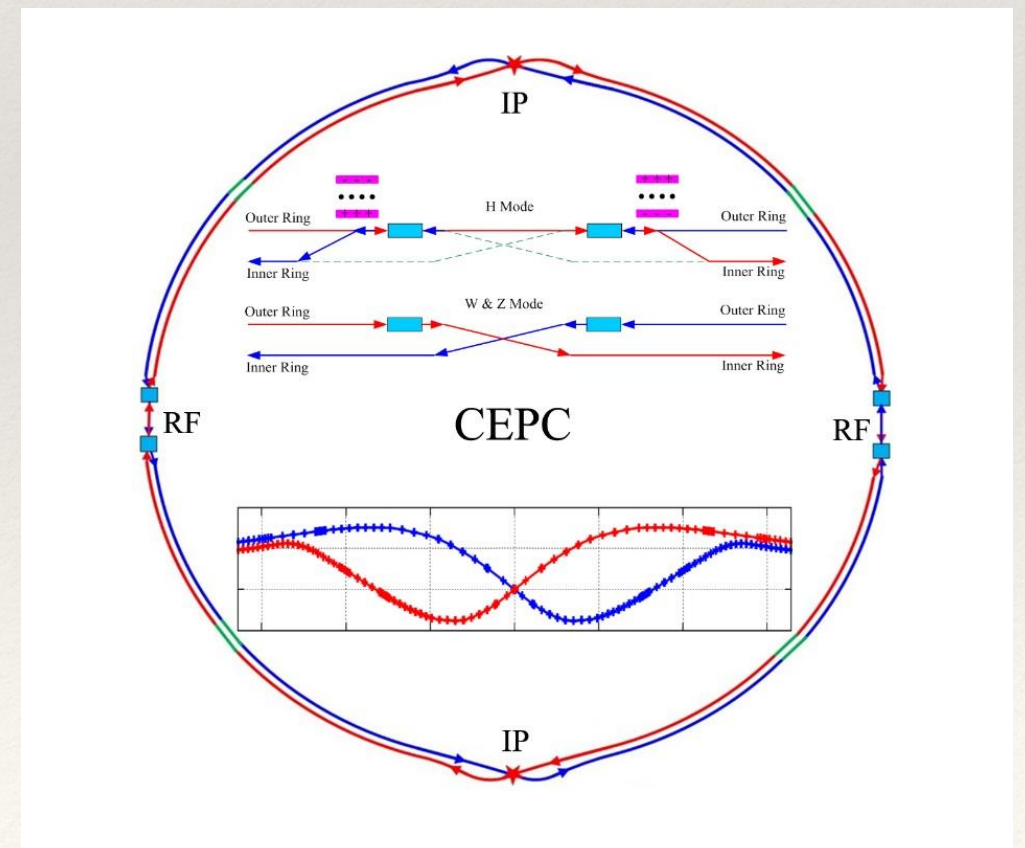 IP
- - -
+ + +
• • • •
• • • •
+ + +
- - -
H Mode
Outer Ring
Outer Ring
Inner Ring
Inner Ring
W & Z Mode
Outer Ring
Outer Ring
Inner Ring
Inner Ring
RF
CEPC
RF
IP